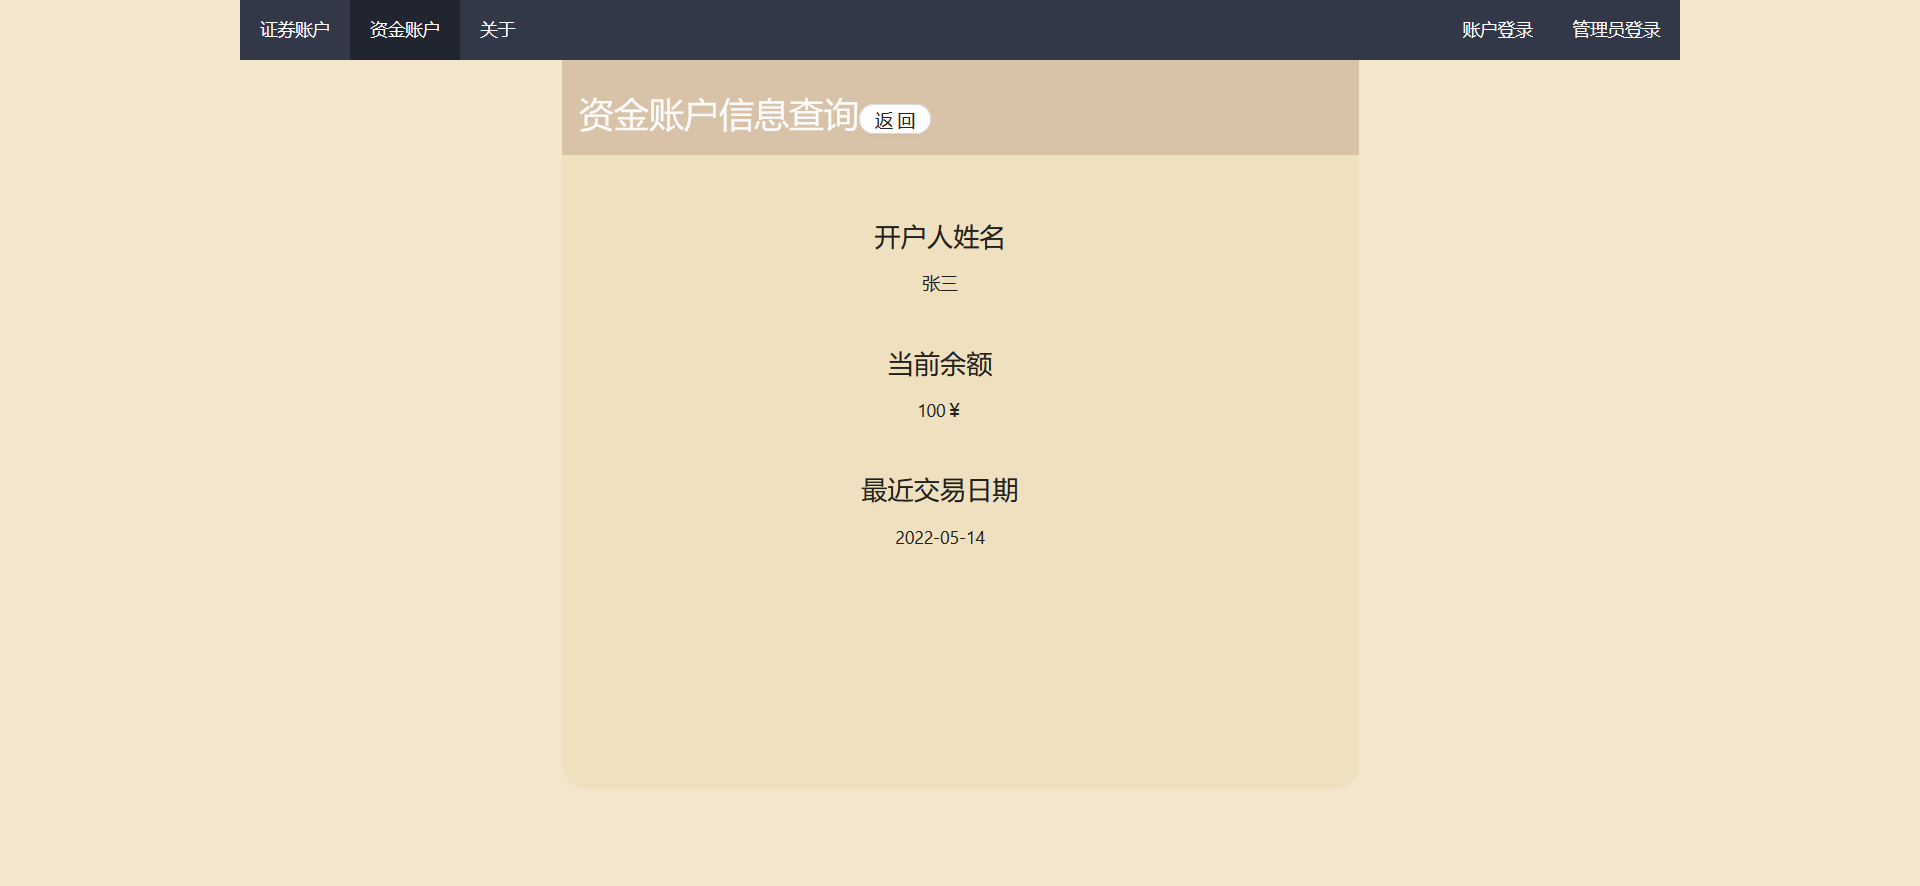 证券账户 资金账户 关于 账户登录 管理员登录
资金账户信息查询 返 回
开户人姓名
张三
当前余额
100￥
最近交易日期
2022-05-14